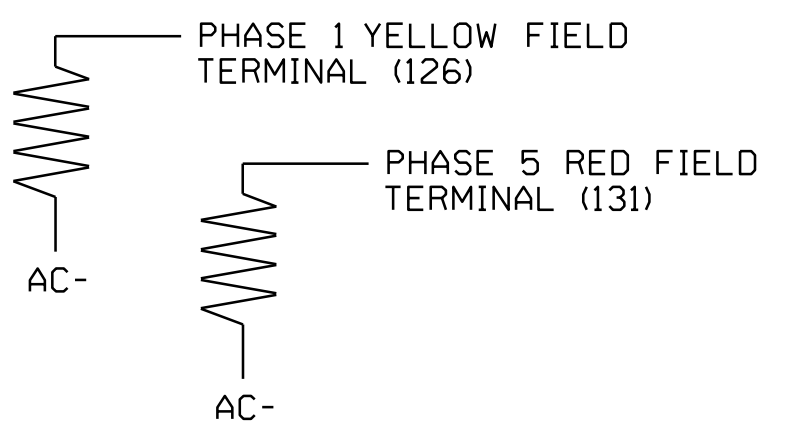 PHASE 1 YELLOW FIELD
TERMINAL (126)
PHASE 5 RED FIELD
TERMINAL (131)
AC-
AC-